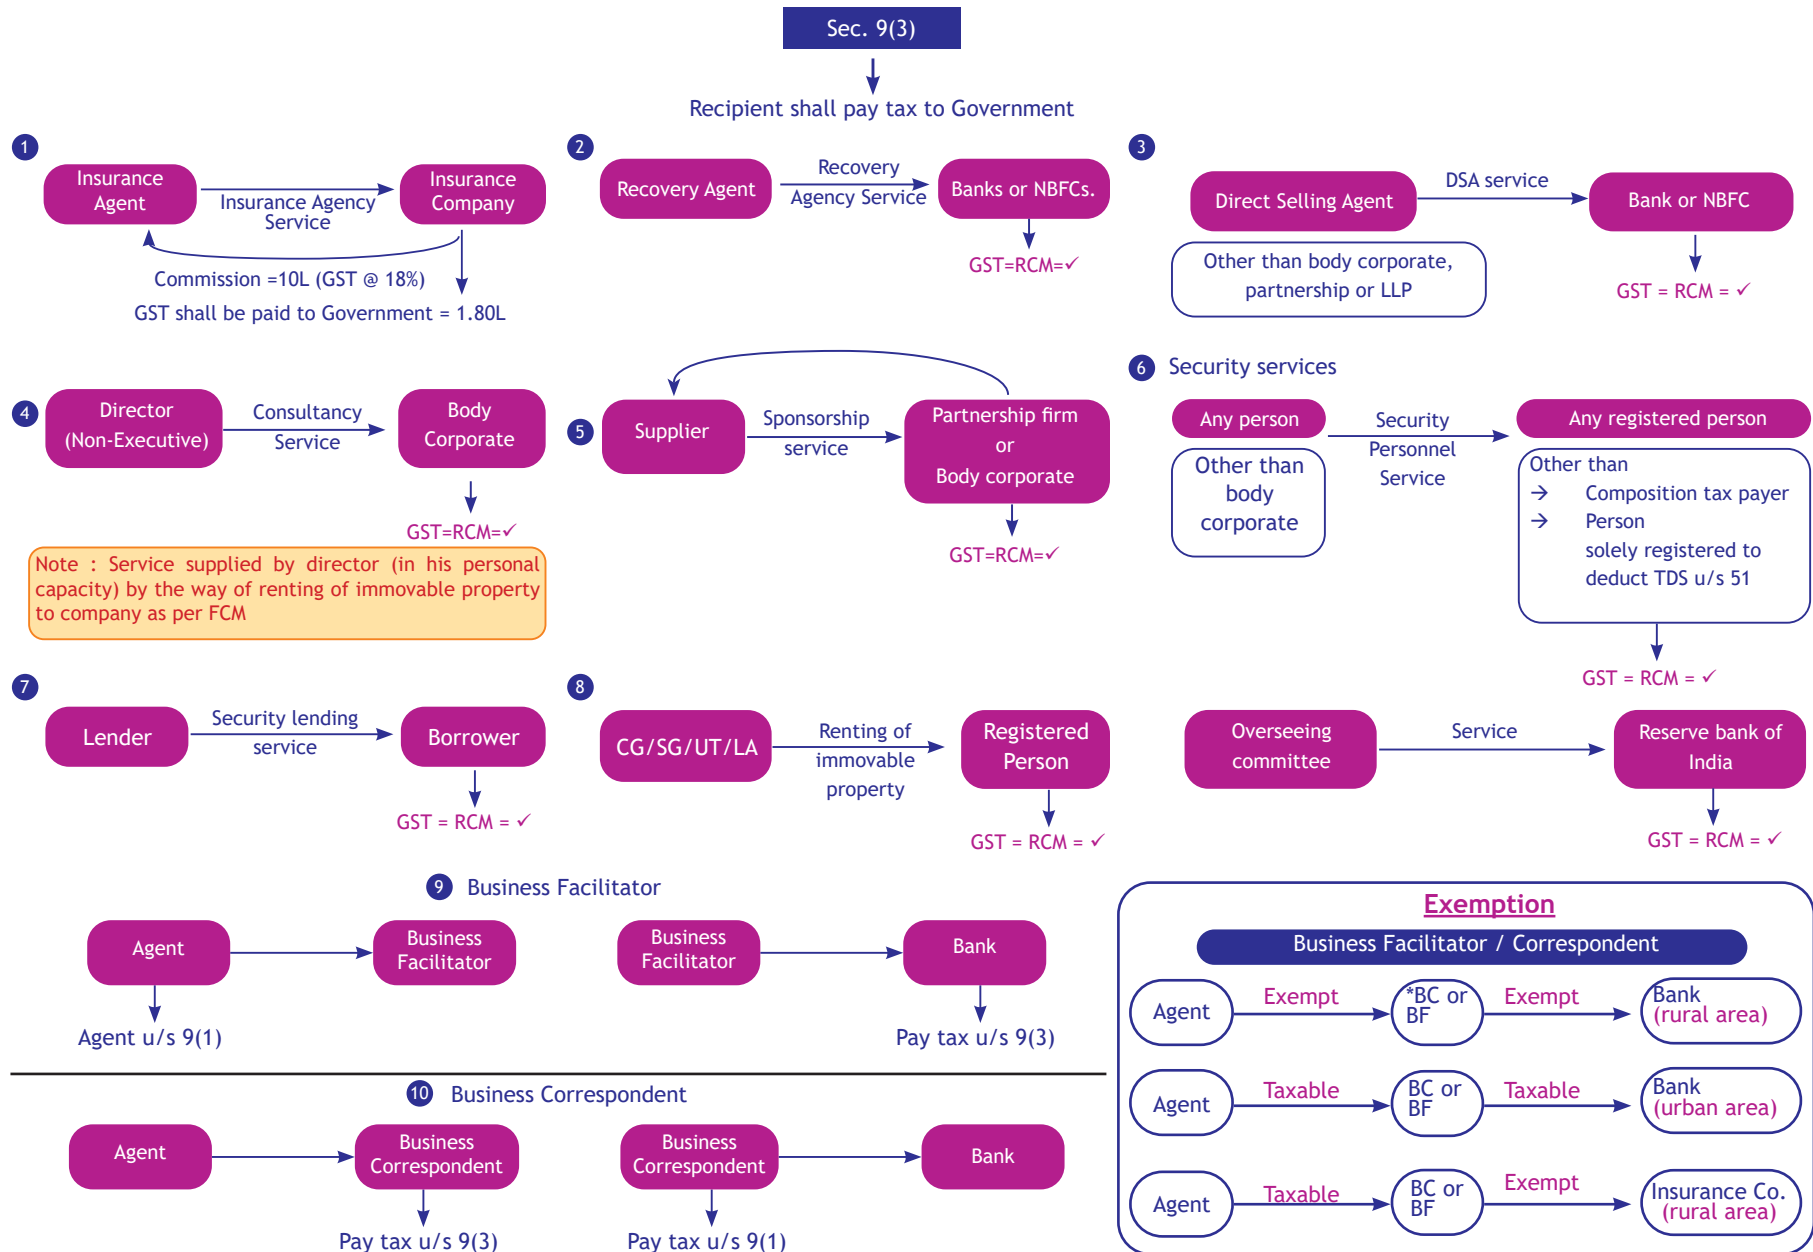 Sec. 9(3)
Recipient shall pay tax to Government
1
Insurance
Agent
Insurance Agency
Service
Insurance
Company
Commission =10L (GST @ 18%)
GST shall be paid to Government = 1.80L
2
Recovery Agent
Recovery
Agency Service
Banks or NBFCs.
GST=RCM=✓
3
Direct Selling Agent
DSA service
Bank or NBFC
Other than body corporate,
partnership or LLP
GST = RCM = ✓
4
Director
(Non-Executive)
Consultancy
Service
Body
Corporate
GST=RCM=✓
Note : Service supplied by director (in his personal
capacity) by the way of renting of immovable property
to company as per FCM
5
Supplier
Sponsorship
service
Partnership firm
or
Body corporate
GST=RCM=✓
6 Security services
Any person
Other than
body
corporate
Security
Personnel
Service
Any registered person
Other than
→ Composition tax payer
→ Person
solely registered to
deduct TDS u/s 51
GST = RCM = ✓
7
Lender
Security lending
service
Borrower
GST = RCM = ✓
8
CG/SG/UT/LA
Renting of
immovable
property
Registered
Person
GST = RCM = ✓
Overseeing
committee
Service
Reserve bank of
India
GST = RCM = ✓
9 Business Facilitator
Agent
Business
Facilitator
Agent u/s 9(1)
Business
Facilitator
Bank
Pay tax u/s 9(3)
10 Business Correspondent
Agent
Business
Correspondent
Pay tax u/s 9(3)
Business
Correspondent
Bank
Pay tax u/s 9(1)
Exemption
Business Facilitator / Correspondent
Agent
Exempt
*BC or
BF
Exempt
Bank
(rural area)
Agent
Taxable
BC or
BF
Taxable
Bank
(urban area)
Agent
Taxable
BC or
BF
Exempt
Insurance Co.
(rural area)